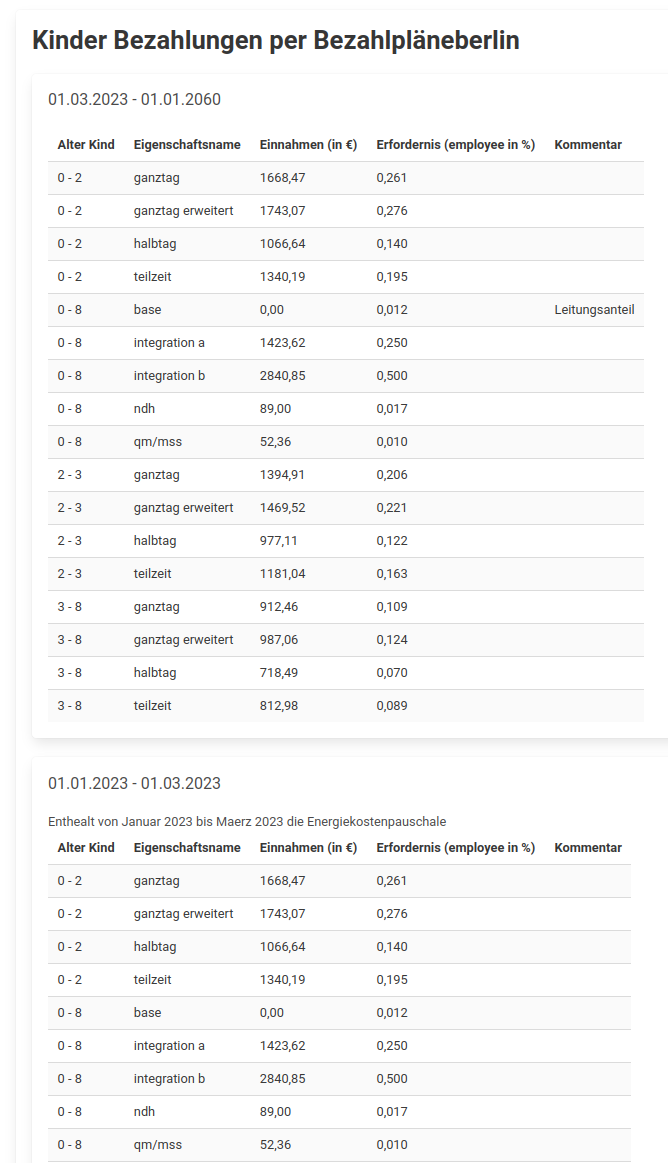 Kinder Bezahlungen per Bezahlpläneberlin
01.03.2023 - 01.01.2060
Alter Kind Eigenschaftsname Einnahmen (in €) Erfordernis (employee in %) Kommentar
0 - 2 ganztag 1668,47 0,261
0 - 2 ganztag erweitert 1743,07 0,276
0 - 2 halbtag 1066,64 0,140
0 - 2 teilzeit 1340,19 0,195
0 - 8 base 0,00 0,012 Leitungsanteil
0 - 8 integration a 1423,62 0,250
0 - 8 integration b 2840,85 0,500
0 - 8 ndh 89,00 0,017
0 - 8 qm/mss 52,36 0,010
2 - 3 ganztag 1394,91 0,206
2 - 3 ganztag erweitert 1469,52 0,221
2 - 3 halbtag 977,11 0,122
2 - 3 teilzeit 1181,04 0,163
3 - 8 ganztag 912,46 0,109
3 - 8 ganztag erweitert 987,06 0,124
3 - 8 halbtag 718,49 0,070
3 - 8 teilzeit 812,98 0,089
01.01.2023 - 01.03.2023
Enthealt von Januar 2023 bis Maerz 2023 die Energiekostenpauschale
Alter Kind Eigenschaftsname Einnahmen (in €) Erfordernis (employee in %) Kommentar
0 - 2 ganztag 1668,47 0,261
0 - 2 ganztag erweitert 1743,07 0,276
0 - 2 halbtag 1066,64 0,140
0 - 2 teilzeit 1340,19 0,195
0 - 8 base 0,00 0,012
0 - 8 integration a 1423,62 0,250
0 - 8 integration b 2840,85 0,500
0 - 8 ndh 89,00 0,017
0 - 8 qm/mss 52,36 0,010